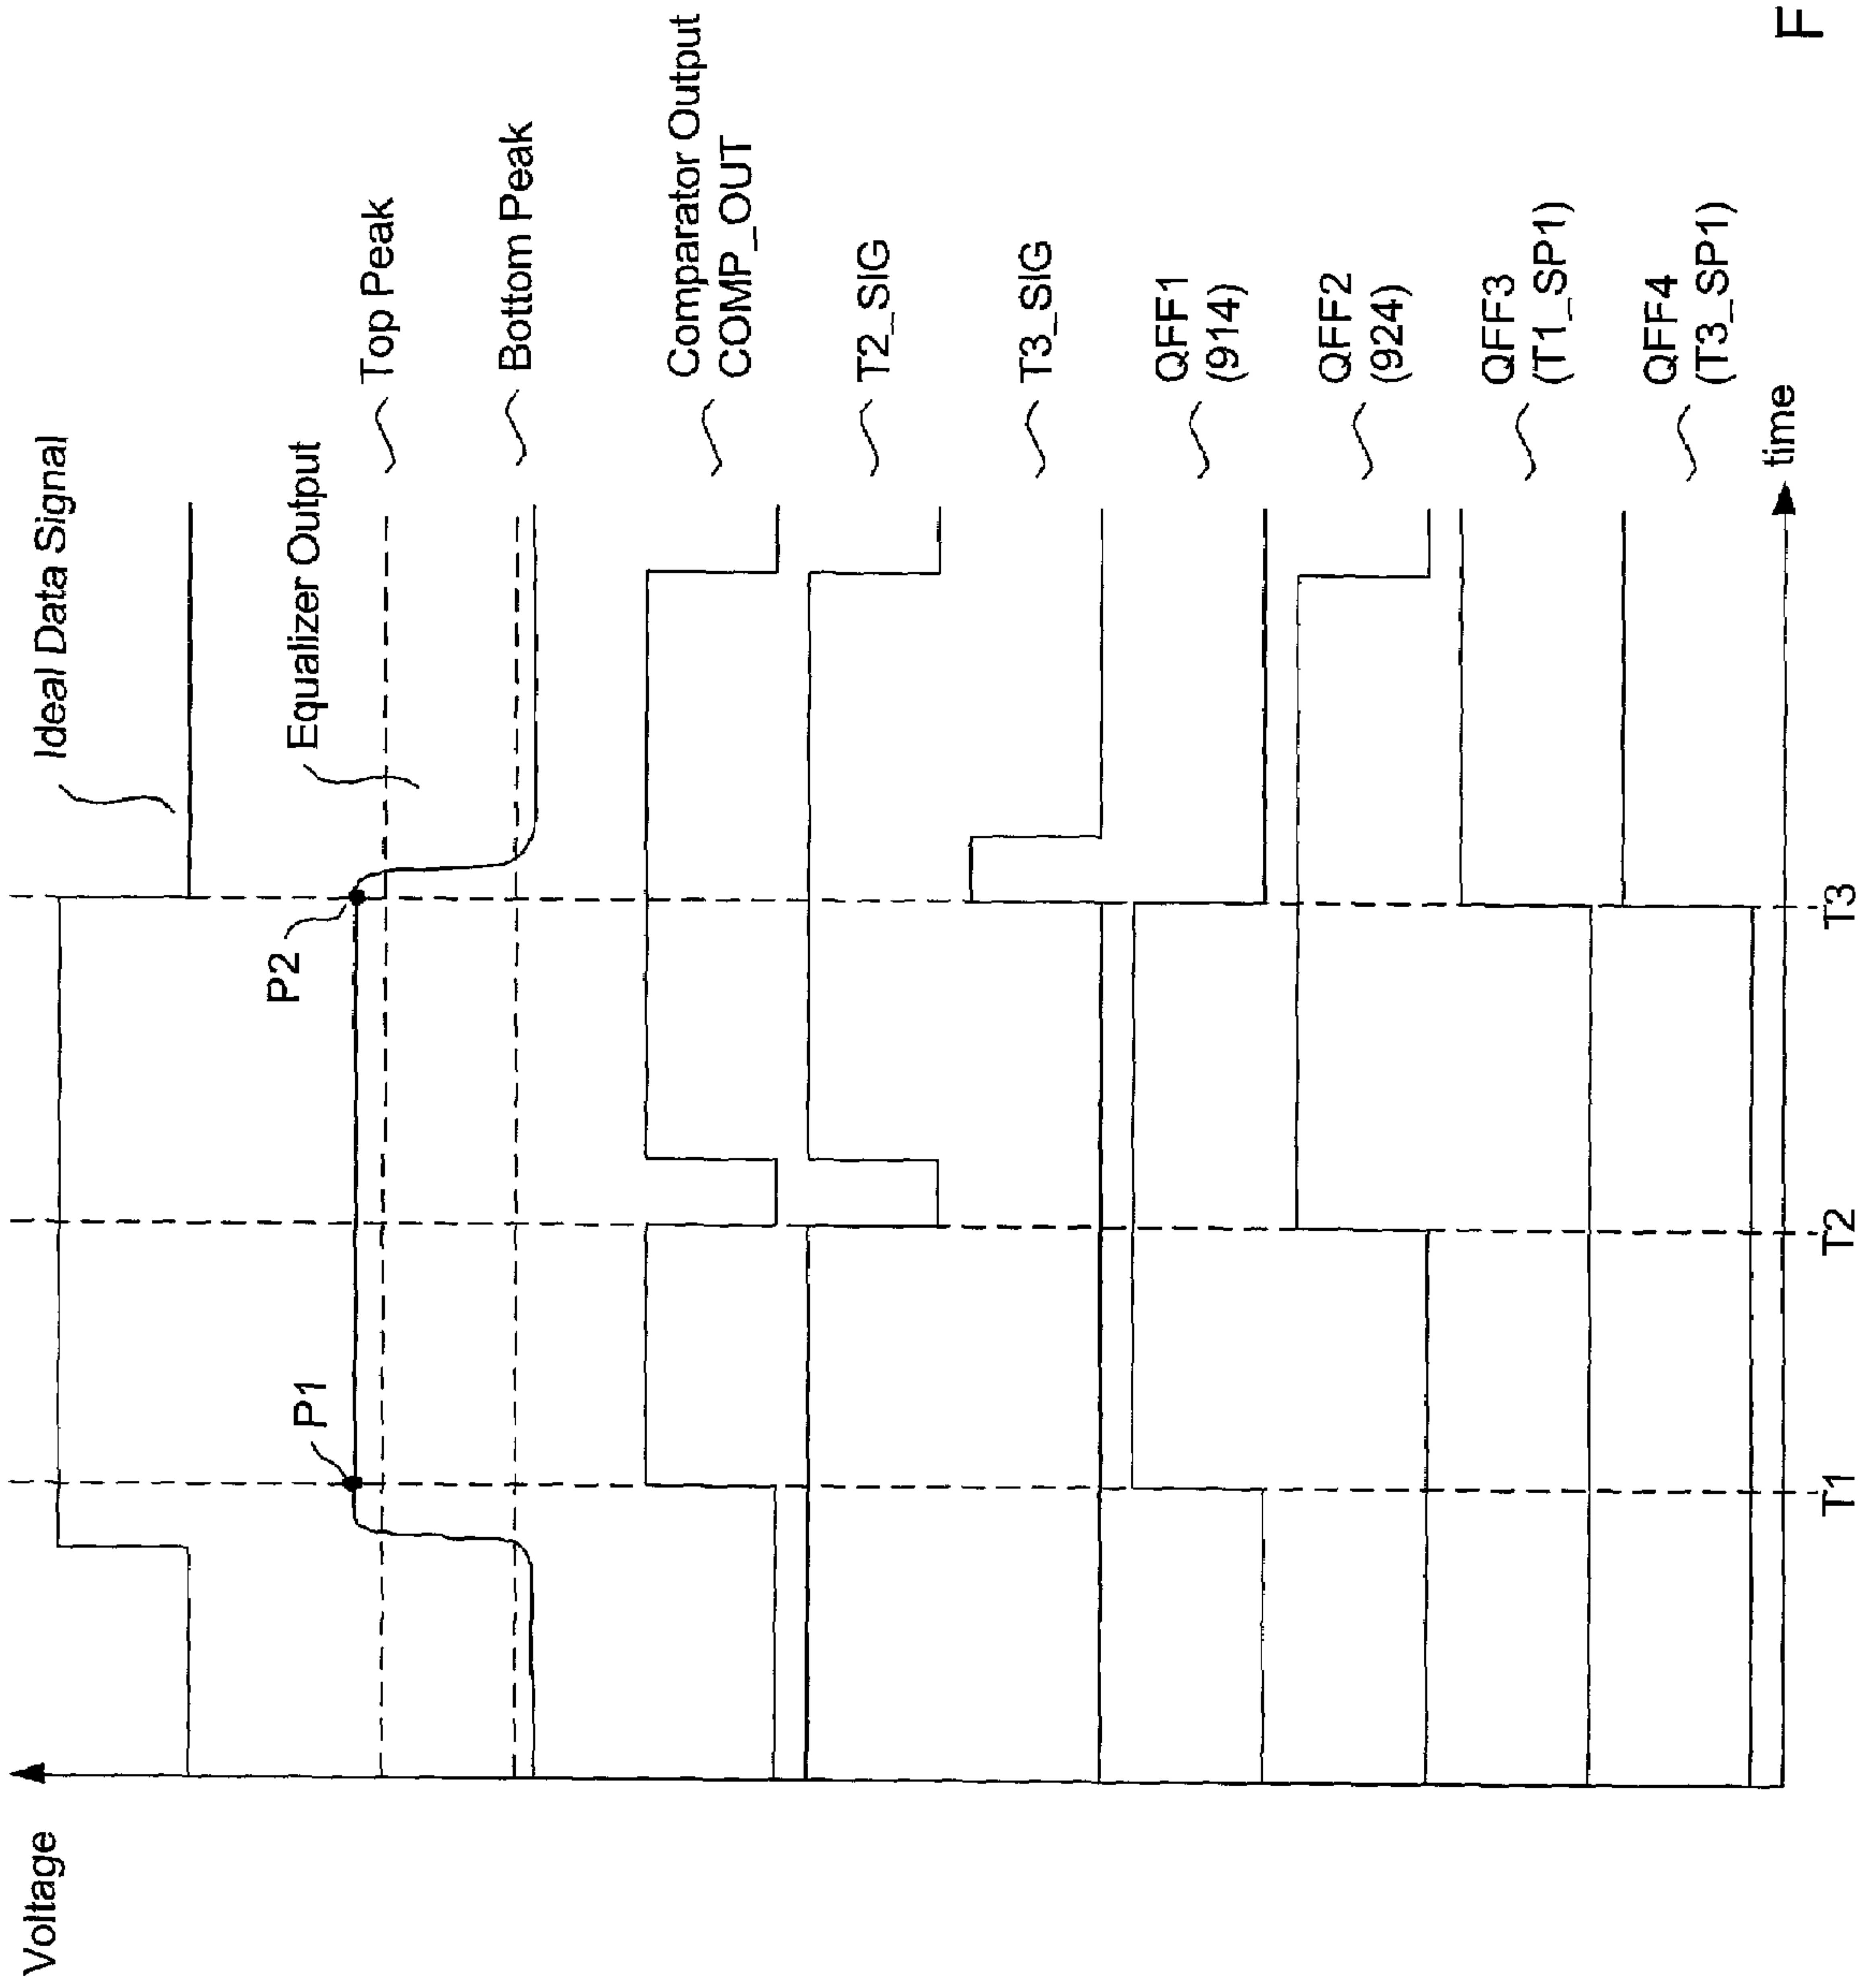 Voltage
Ideal Data Signal
Equalizer Output
P1
P2
Top Peak
Bottom Peak
Comparator Output
COMP_OUT
T2_SIG
T3_SIG
QFF1
(914)
QFF2
(924)
QFF3
(T1_SP1)
QFF4
(T3_SP1)
T1
T2
T3
time
F